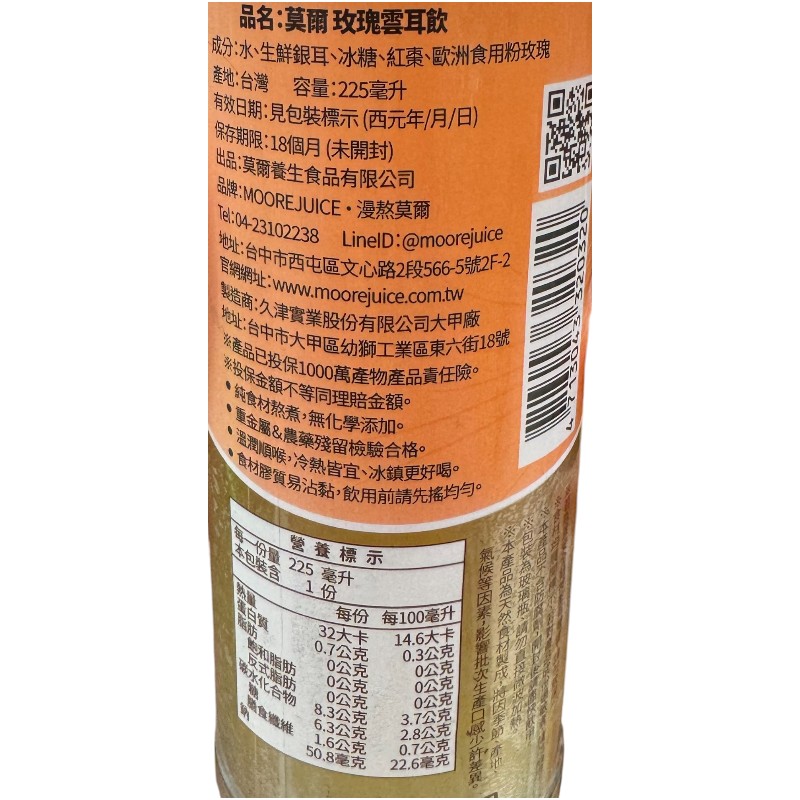 品名:莫爾 玫瑰雲耳飲
成分:水、生鮮銀耳、冰糖、紅棗、歐洲食用粉玫瑰
產地:台灣 容量:225毫升
有效日期:見包裝標示 (西元年/月/日)
保存期限:18個月 (未開封)
出品:莫爾養生食品有限公司
品牌:MOOREJUICE·漫熬莫爾
Tel:04-23102238 LineID:@moorejuice
地址:台中市西屯區文心路2段566-5號2F-2
官網網址:www.moorejuice.com.tw
製造商:久津實業股份有限公司大甲廠
地址:台中市大甲區幼獅工業區東六街18號
※產品已投保1000萬產物產品責任險。
※投保金額不等同理賠金額。
• 純食材熬煮,無化學添加。
• 重金屬&農藥殘留檢驗合格。
• 溫潤順喉,冷熱皆宜、冰鎮更好喝。
• 食材膠質易沾黏,飲用前請先搖均勻。
4 713043 320320
營養標示
每一份量 225 毫升
本包裝含 1 份
每份 每100毫升
熱量 32大卡 14.6大卡
蛋白質 0.7公克 0.3公克
脂肪 0公克 0公克
飽和脂肪 0公克 0公克
反式脂肪 0公克 0公克
碳水化合物 8.3公克 3.7公克
糖 6.3公克 2.8公克
膳食纖維 1.6公克 0.7公克
鈉 50.8毫克 22.6毫克
※包裝為玻璃瓶,請勿
※本產品為天然食材製成,將因季節、產地、
氣候等因素,影響批次生產口感少許差異。